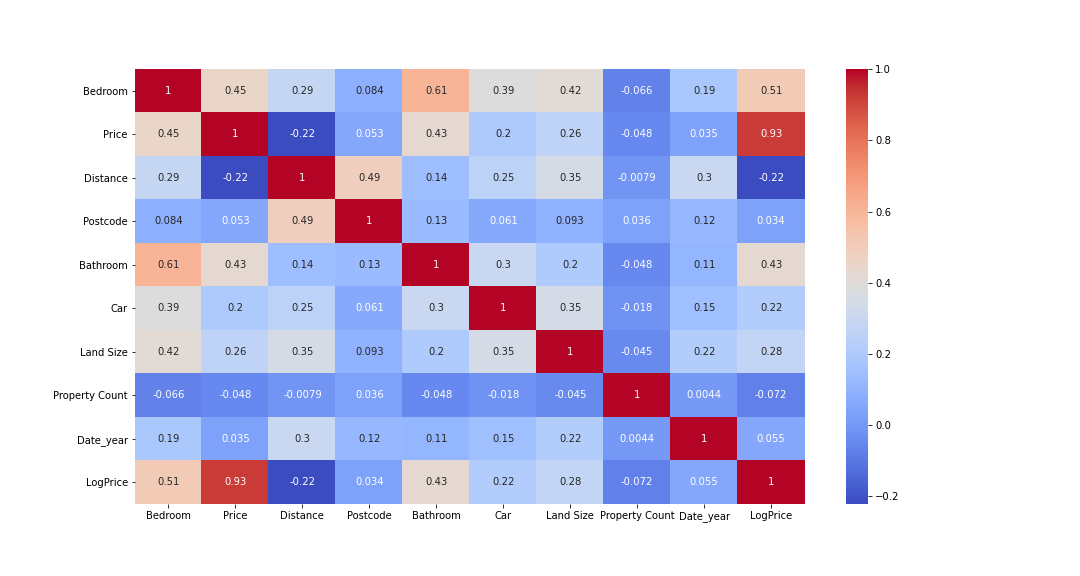 Bedroom 1 0.45 0.29 0.084 0.61 0.39 0.42 -0.066 0.19 0.51
Price 0.45 1 -0.22 0.053 0.43 0.2 0.26 -0.048 0.035 0.93
Distance 0.29 -0.22 1 0.49 0.14 0.25 0.35 -0.0079 0.3 -0.22
Postcode 0.084 0.053 0.49 1 0.13 0.061 0.093 0.036 0.12 0.034
Bathroom 0.61 0.43 0.14 0.13 1 0.3 0.2 -0.048 0.11 0.43
Car 0.39 0.2 0.25 0.061 0.3 1 0.35 -0.018 0.15 0.22
Land Size 0.42 0.26 0.35 0.093 0.2 0.35 1 -0.045 0.22 0.28
Property Count -0.066 -0.048 -0.0079 0.036 -0.048 -0.018 -0.045 1 0.0044 -0.072
Date_year 0.19 0.035 0.3 0.12 0.11 0.15 0.22 0.0044 1 0.055
LogPrice 0.51 0.93 -0.22 0.034 0.43 0.22 0.28 -0.072 0.055 1
Bedroom Price Distance Postcode Bathroom Car Land Size Property Count Date_year LogPrice
1.0
0.8
0.6
0.4
0.2
0.0
−0.2